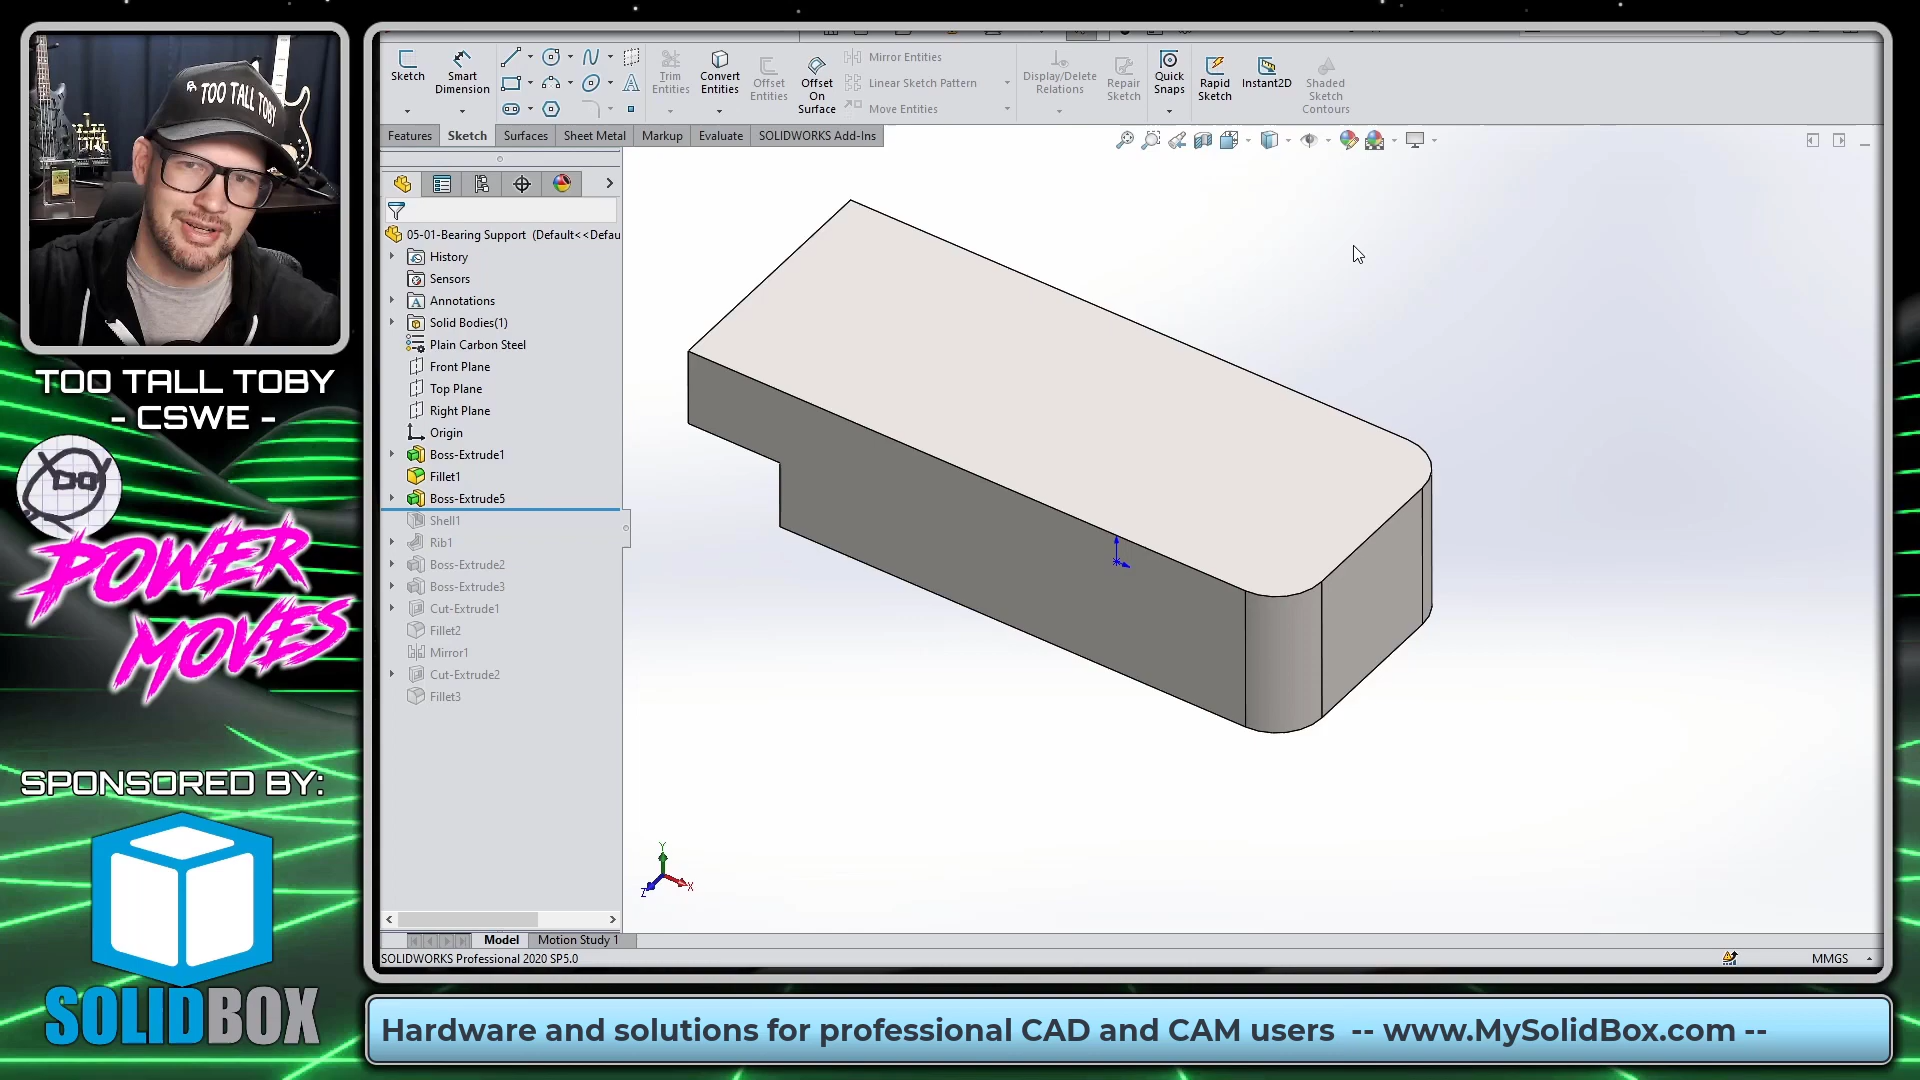 TOO TALL TOBY
TOO TALL TOBY
- CSWE -
POWER
MOVES
SPONSORED BY:
SOLIDBOX
Sketch
Smart
Dimension
Trim
Entities
Convert
Entities
Offset
Entities
Offset
On
Surface
Mirror Entities
Linear Sketch Pattern
Move Entities
Display/Delete
Relations
Repair
Sketch
Quick
Snaps
Rapid
Sketch
Instant2D
Shaded
Sketch
Contours
Features
Sketch
Surfaces
Sheet Metal
Markup
Evaluate
SOLIDWORKS Add-Ins
05-01-Bearing Support (Default<<Defau
History
Sensors
Annotations
Solid Bodies(1)
Plain Carbon Steel
Front Plane
Top Plane
Right Plane
Origin
Boss-Extrude1
Fillet1
Boss-Extrude5
Shell1
Rib1
Boss-Extrude2
Boss-Extrude3
Cut-Extrude1
Fillet2
Mirror1
Cut-Extrude2
Fillet3
Y
Z
X
Model
Motion Study 1
SOLIDWORKS Professional 2020 SP5.0
MMGS
Hardware and solutions for professional CAD and CAM users -- www.MySolidBox.com --